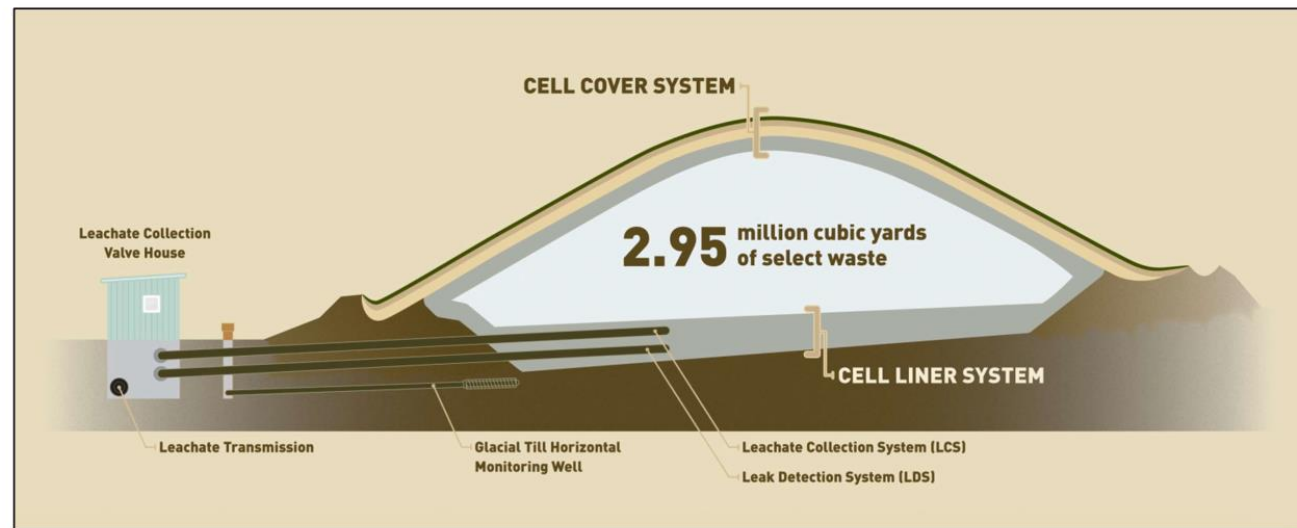 CELL COVER SYSTEM
Leachate Collection
Valve House
2.95 million cubic yards
of select waste
CELL LINER SYSTEM
Leachate Transmission
Glacial Till Horizontal
Monitoring Well
Leachate Collection System (LCS)
Leak Detection System (LDS)